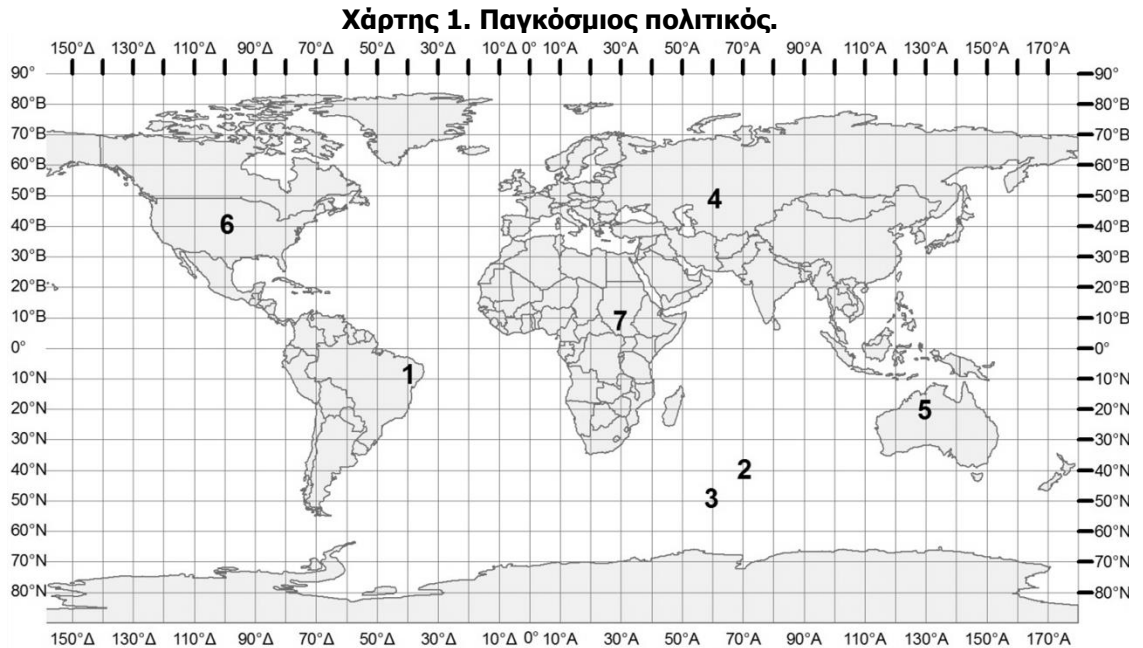 Χάρτης 1. Παγκόσμιος πολιτικός.
150°Δ 130°Δ 110°Δ 90°Δ 70°Δ 50°Δ 30°Δ 10°Δ 0° 10°Α 30°Α 50°Α 70°Α 90°Α 110°Α 130°Α 150°Α 170°Α
90° 90°
80°Β 80°Β
70°Β 70°Β
60°Β 60°Β
50°Β 4 50°Β
40°Β 6 40°Β
30°Β 30°Β
20°Β 20°Β
10°Β 7 10°Β
0° 0°
10°Ν 1 10°Ν
20°Ν 5 20°Ν
30°Ν 30°Ν
40°Ν 2 40°Ν
50°Ν 3 50°Ν
60°Ν 60°Ν
70°Ν 70°Ν
80°Ν 80°Ν
150°Δ 130°Δ 110°Δ 90°Δ 70°Δ 50°Δ 30°Δ 10°Δ 0° 10°Α 30°Α 50°Α 70°Α 90°Α 110°Α 130°Α 150°Α 170°Α